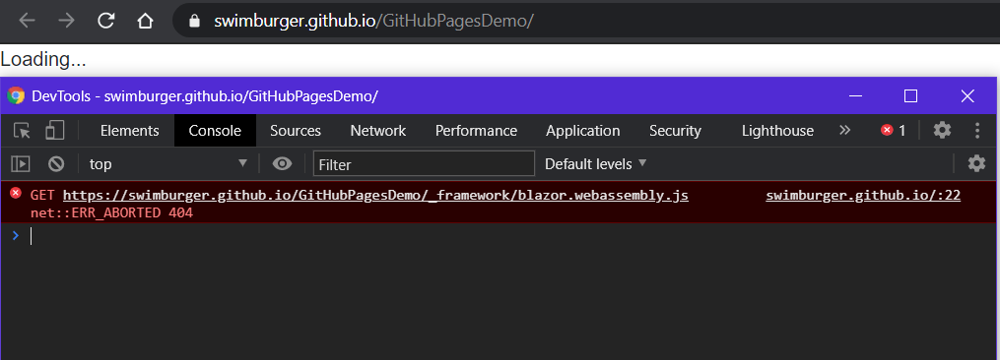 swimburger.github.io/GitHubPagesDemo/
Loading...
DevTools - swimburger.github.io/GitHubPagesDemo/
Elements Console Sources Network Performance Application Security Lighthouse » 1
top Filter Default levels
GET https://swimburger.github.io/GitHubPagesDemo/_framework/blazor.webassembly.js swimburger.github.io/:22
net::ERR_ABORTED 404